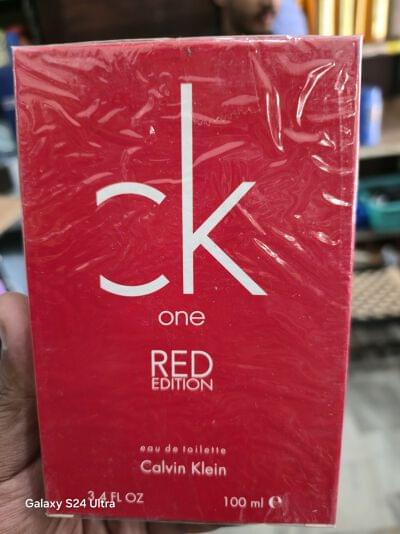 ck
one
RED
EDITION
eau de toilette
Calvin Klein
3.4 FL OZ 100 ml e
Galaxy S24 Ultra